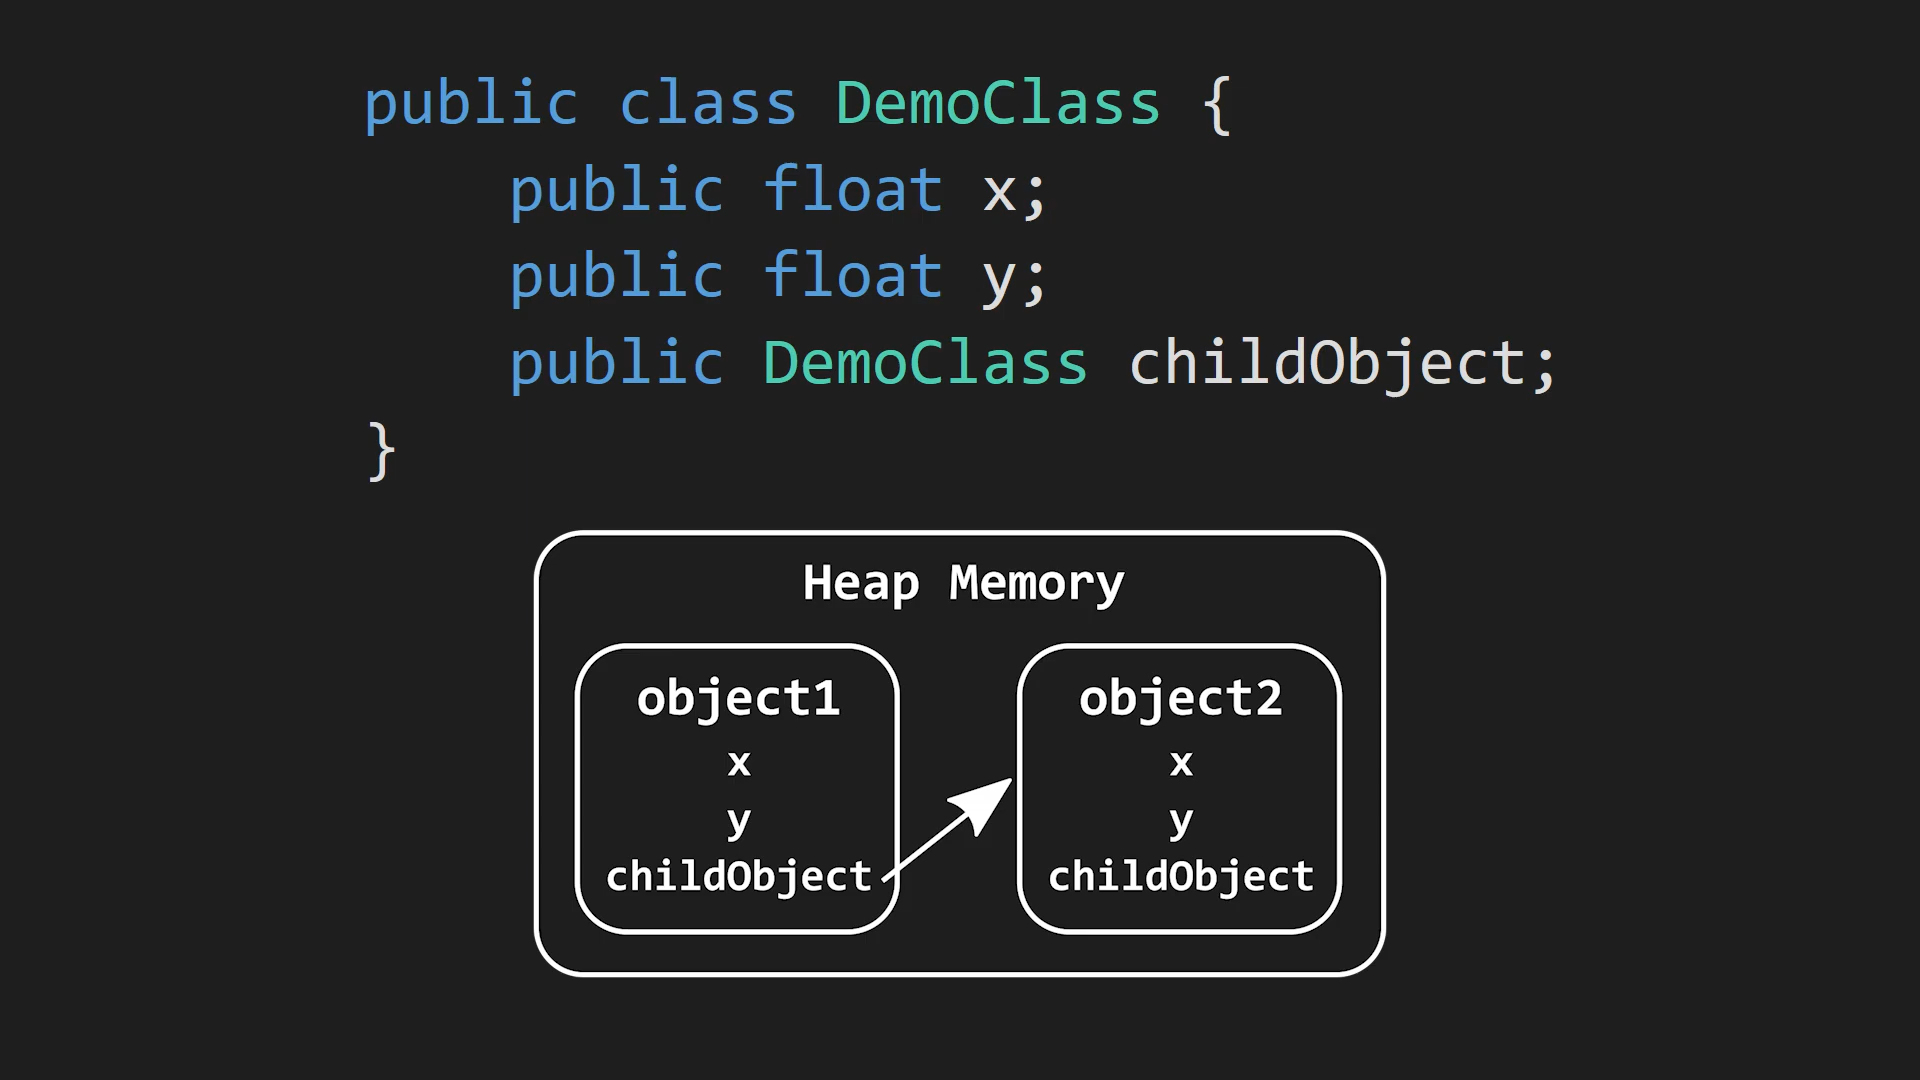 public class DemoClass {
public float x;
public float y;
public DemoClass childObject;
}
Heap Memory
object1
x
y
childObject
object2
x
y
childObject